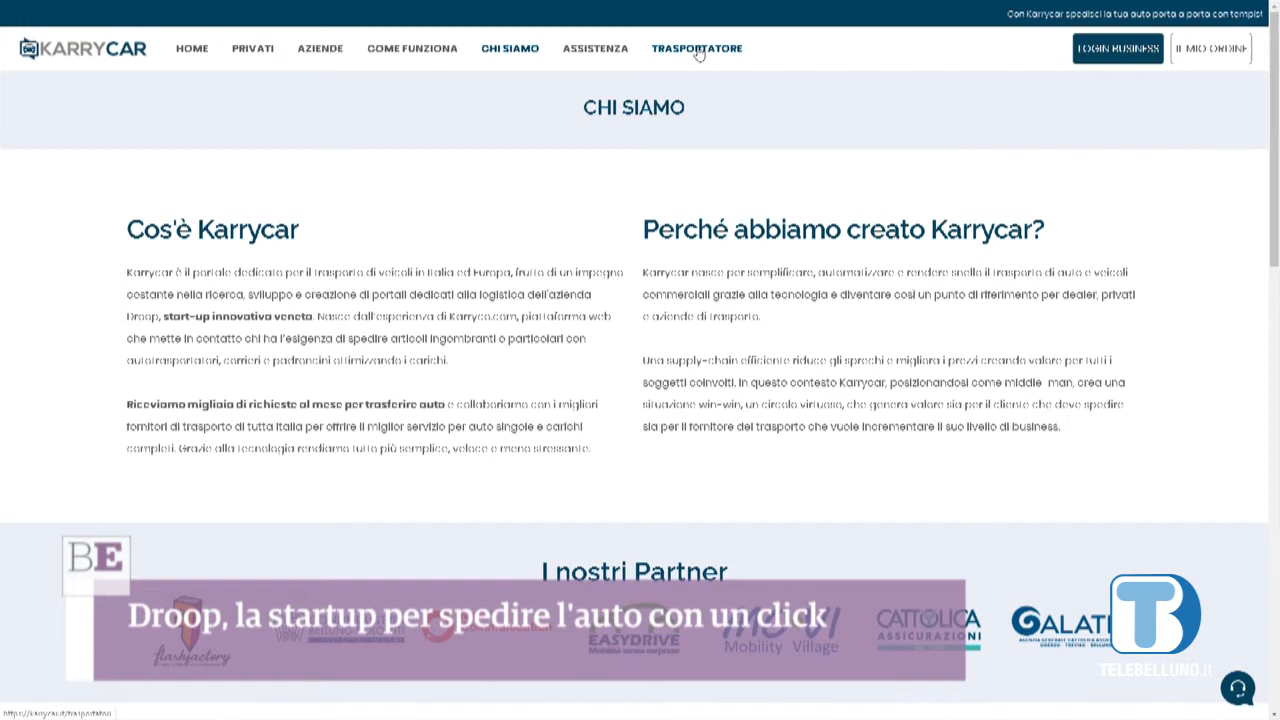 Con Karrycar spedisci la tua auto porta a porta con tempist
KARRYCAR HOME PRIVATI AZIENDE COME FUNZIONA CHI SIAMO ASSISTENZA TRASPORTATORE LOGIN BUSINESS IL MIO ORDINE
CHI SIAMO
Cos'è Karrycar
Karrycar è il portale dedicato per il trasporto di veicoli in Italia ed Europa, frutto di un impegno
costante nella ricerca, sviluppo e creazione di portali dedicati alla logistica dell'azienda
Droop, start-up innovativa veneta. Nasce dall'esperienza di Karryco.com, piattaforma web
che mette in contatto chi ha l'esigenza di spedire articoli ingombranti o particolari con
autotrasportatori, corrieri e padroncini ottimizzando i carichi.
Riceviamo migliaia di richieste al mese per trasferire auto e collaboriamo con i migliori
fornitori di trasporto di tutta Italia per offrire il miglior servizio per auto singole e carichi
completi. Grazie alla tecnologia rendiamo tutto più semplice, veloce e meno stressante.
Perché abbiamo creato Karrycar?
Karrycar nasce per semplificare, automatizzare e rendere snello il trasporto di auto e veicoli
commerciali grazie alla tecnologia e diventare così un punto di riferimento per dealer, privati
e aziende di trasporto.
Una supply-chain efficiente riduce gli sprechi e migliora i prezzi creando valore per tutti i
soggetti coinvolti. In questo contesto Karrycar, posizionandosi come middle-man, crea una
situazione win-win, un circolo virtuoso, che genera valore sia per il cliente che deve spedire
sia per il fornitore del trasporto che vuole incrementare il suo livello di business.
I nostri Partner
BE
Droop, la startup per spedire l'auto con un click
flashfactory
EASYDRIVE
Mobilità senza sorprese
Mobility Village
CATTOLICA
ASSICURAZIONI
GALATI
TB
TELEBELLUNO.it
https://karrycar.it/trasportatori